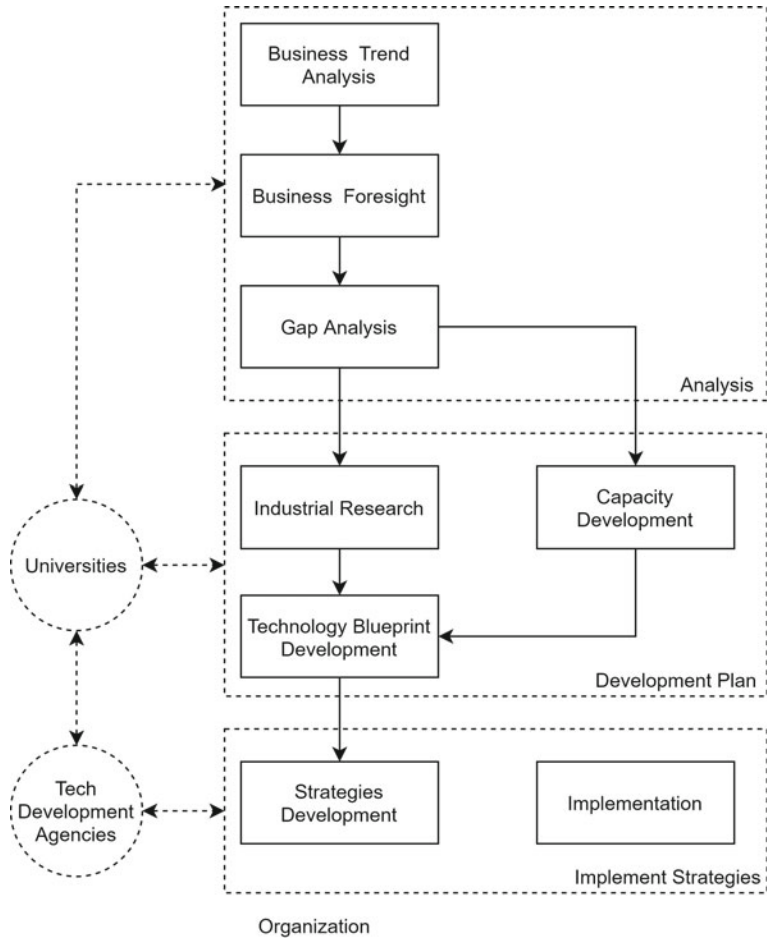 Business Trend
Analysis
Business Foresight
Gap Analysis
Analysis
Industrial Research
Capacity
Development
Universities
Technology Blueprint
Development
Development Plan
Tech
Development
Agencies
Strategies
Development
Implementation
Implement Strategies
Organization